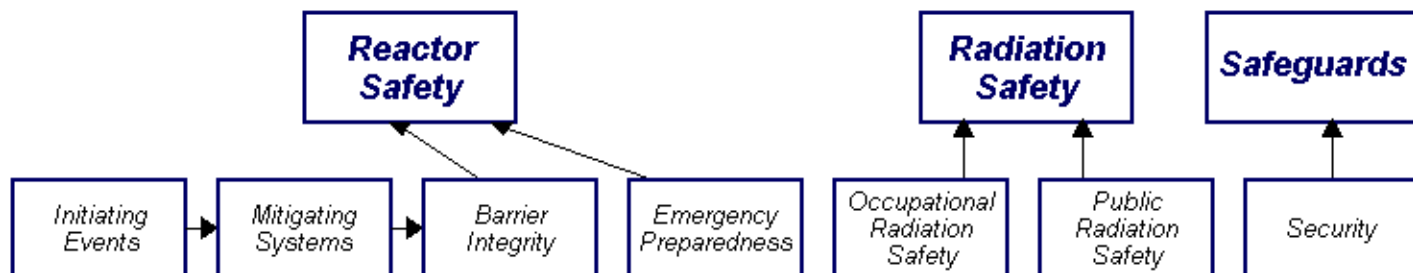 Reactor
Safety
Radiation
Safety
Safeguards
Initiating
Events
Mitigating
Systems
Barrier
Integrity
Emergency
Preparedness
Occupational
Radiation
Safety
Public
Radiation
Safety
Security